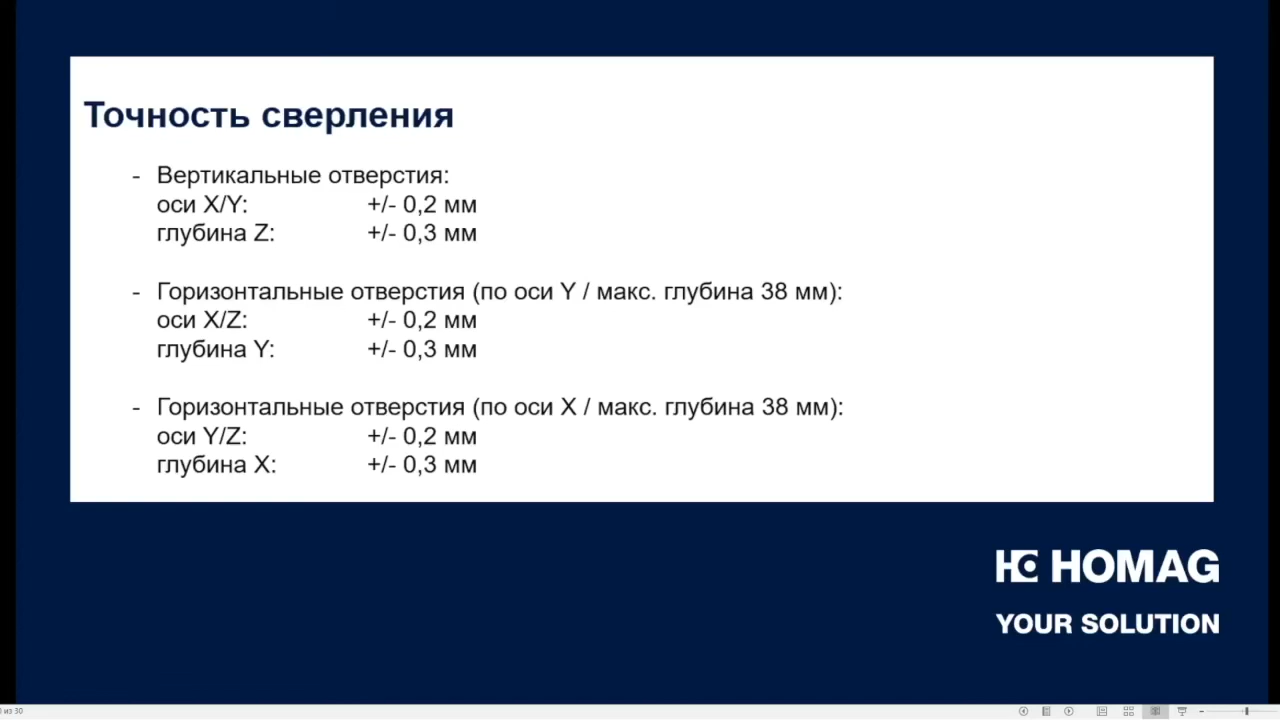 Точность сверления
- Вертикальные отверстия:
оси X/Y: +/- 0,2 мм
глубина Z: +/- 0,3 мм
- Горизонтальные отверстия (по оси Y / макс. глубина 38 мм):
оси X/Z: +/- 0,2 мм
глубина Y: +/- 0,3 мм
- Горизонтальные отверстия (по оси X / макс. глубина 38 мм):
оси Y/Z: +/- 0,2 мм
глубина X: +/- 0,3 мм
HOMAG
YOUR SOLUTION
из 30